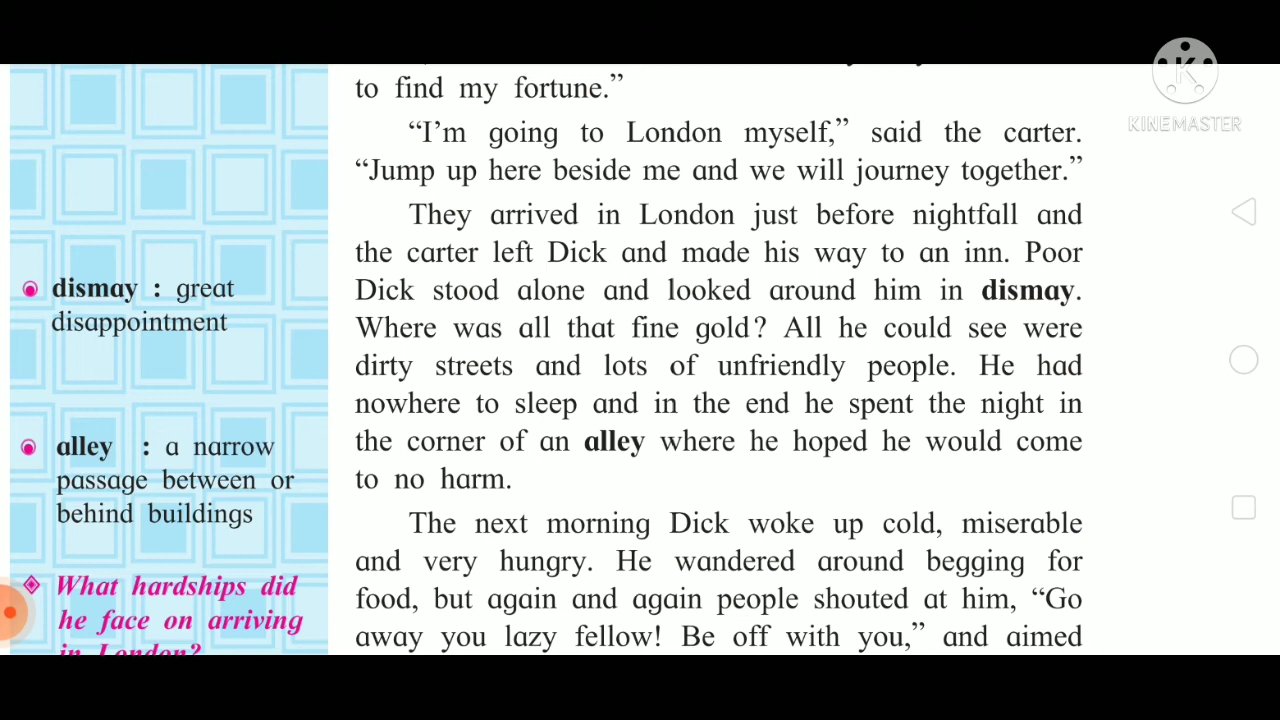 to find my fortune.”
“I’m going to London myself,” said the carter.
“Jump up here beside me and we will journey together.”
They arrived in London just before nightfall and
the carter left Dick and made his way to an inn. Poor
Dick stood alone and looked around him in dismay.
Where was all that fine gold? All he could see were
dirty streets and lots of unfriendly people. He had
nowhere to sleep and in the end he spent the night in
the corner of an alley where he hoped he would come
to no harm.
The next morning Dick woke up cold, miserable
and very hungry. He wandered around begging for
food, but again and again people shouted at him, “Go
away you lazy fellow! Be off with you,” and aimed
dismay : great
disappointment
alley : a narrow
passage between or
behind buildings
What hardships did
he face on arriving
in London?
K
KINEMASTER